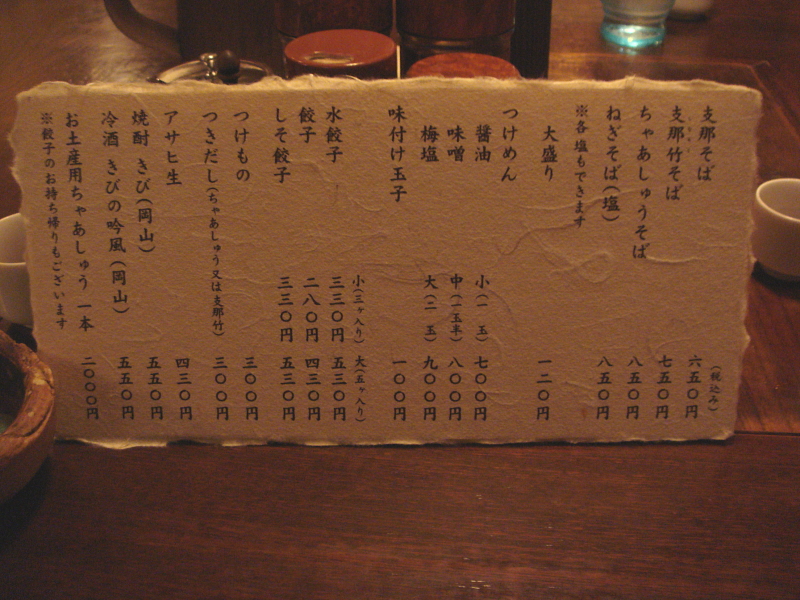 (税込み)
支那そば 六五〇円
支那竹そば 七五〇円
ちゃあしゅうそば 八五〇円
ねぎそば(塩) 八五〇円
※各塩もできます
大盛り 一二〇円
つけめん
醤油 小(一 玉) 七〇〇円
味噌 中(一玉半) 八〇〇円
梅塩 大(二 玉) 九〇〇円
味付け玉子 一〇〇円
小(三ヶ入り) 大(五ヶ入り)
水餃子 三三〇円 五三〇円
餃子 二八〇円 四三〇円
しそ餃子 三三〇円 五三〇円
つけもの 三〇〇円
つきだし(ちゃあしゅう又は支那竹) 三〇〇円
アサヒ生 四三〇円
焼酎 きび(岡山) 五五〇円
冷酒 きびの吟風(岡山) 五五〇円
お土産用ちゃあしゅう 一本 二〇〇〇円
※餃子のお持ち帰りもございます